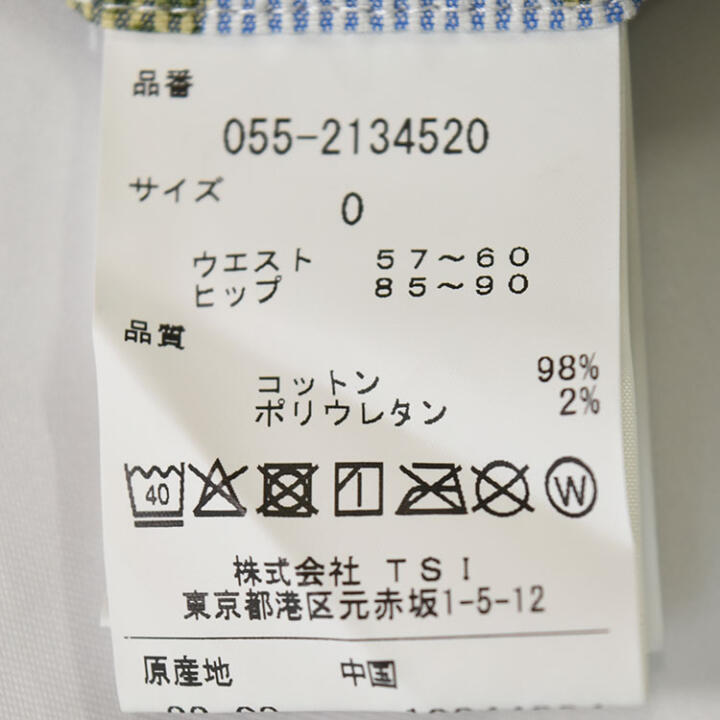 品番
055-2134520
サイズ
0
ウエスト 57～60
ヒップ 85～90
品質
コットン 98%
ポリウレタン 2%
40
W
株式会社 TSI
東京都港区元赤坂1-5-12
原産地 中国